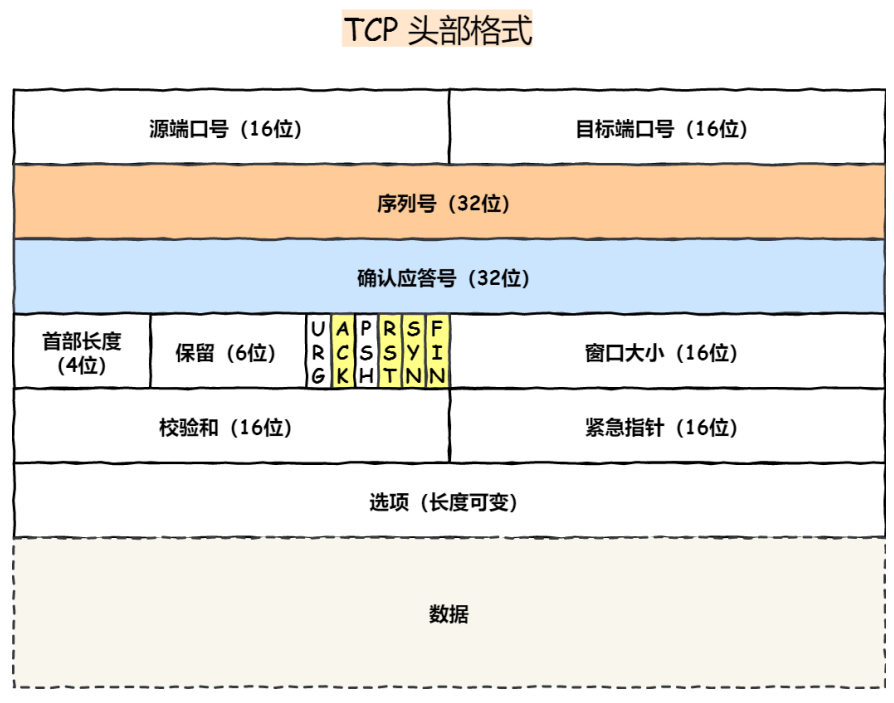 TCP 头部格式
源端口号（16位）
目标端口号（16位）
序列号（32位）
确认应答号（32位）
首部长度
（4位）
保留（6位）
URG
ACK
PSH
RST
SYN
FIN
窗口大小（16位）
校验和（16位）
紧急指针（16位）
选项（长度可变）
数据